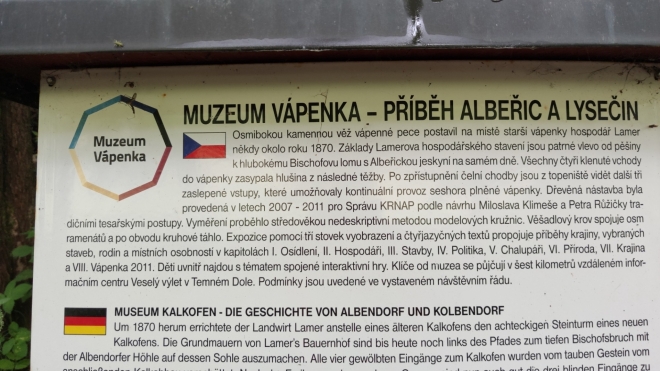 Muzeum
Vápenka
MUZEUM VÁPENKA – PŘÍBĚH ALBEŘIC A LYSEČIN
Osmibokou kamennou věž vápenné pece postavil na místě starší vápenky hospodář Lamer
někdy okolo roku 1870. Základy Lamerova hospodářského stavení jsou patrné vlevo od pěšiny
k hlubokému Bischofovu lomu s Albeřickou jeskyní na samém dně. Všechny čtyři klenuté vchody
do vápenky zasypala hlušina z následné těžby. Po zpřístupnění čelní chodby jsou z topeniště vidět další tři
zaslepené vstupy, které umožňovaly kontinuální provoz seshora plněné vápenky. Dřevěná nástavba byla
provedená v letech 2007 - 2011 pro Správu KRNAP podle návrhu Miloslava Klimeše a Petra Růžičky tra-
dičními tesařskými postupy. Vyměření proběhlo středověkou nedeskriptivní metodou modelových kružnic. Věšadlový krov spojuje osm
ramenátů a po obvodu kruhové táhlo. Expozice pomocí tří stovek vyobrazení a čtyřjazyčných textů propojuje příběhy krajiny, vybraných
staveb, rodin a místních osobností v kapitolách I. Osídlení, II. Hospodáři, III. Stavby, IV. Politika, V. Chalupáři, VI. Příroda, VII. Krajina
a VIII. Vápenka 2011. Děti uvnitř najdou s tématem spojené interaktivní hry. Klíče od muzea se půjčují v šest kilometrů vzdáleném infor-
mačním centru Veselý výlet v Temném Dole. Podmínky jsou uvedené ve vystaveném návštěvním řádu.
MUSEUM KALKOFEN - DIE GESCHICHTE VON ALBENDORF UND KOLBENDORF
Um 1870 herum errichtete der Landwirt Lamer anstelle eines älteren Kalkofens den achteckigen Steinturm eines neuen
Kalkofens. Die Grundmauern von Lamer's Bauernhof sind bis heute noch links des Pfades zum tiefen Bischofsbruch mit
der Albendorfer Höhle auf dessen Sohle auszumachen. Alle vier gewölbten Eingänge zum Kalkofen wurden vom tauben Gestein vom